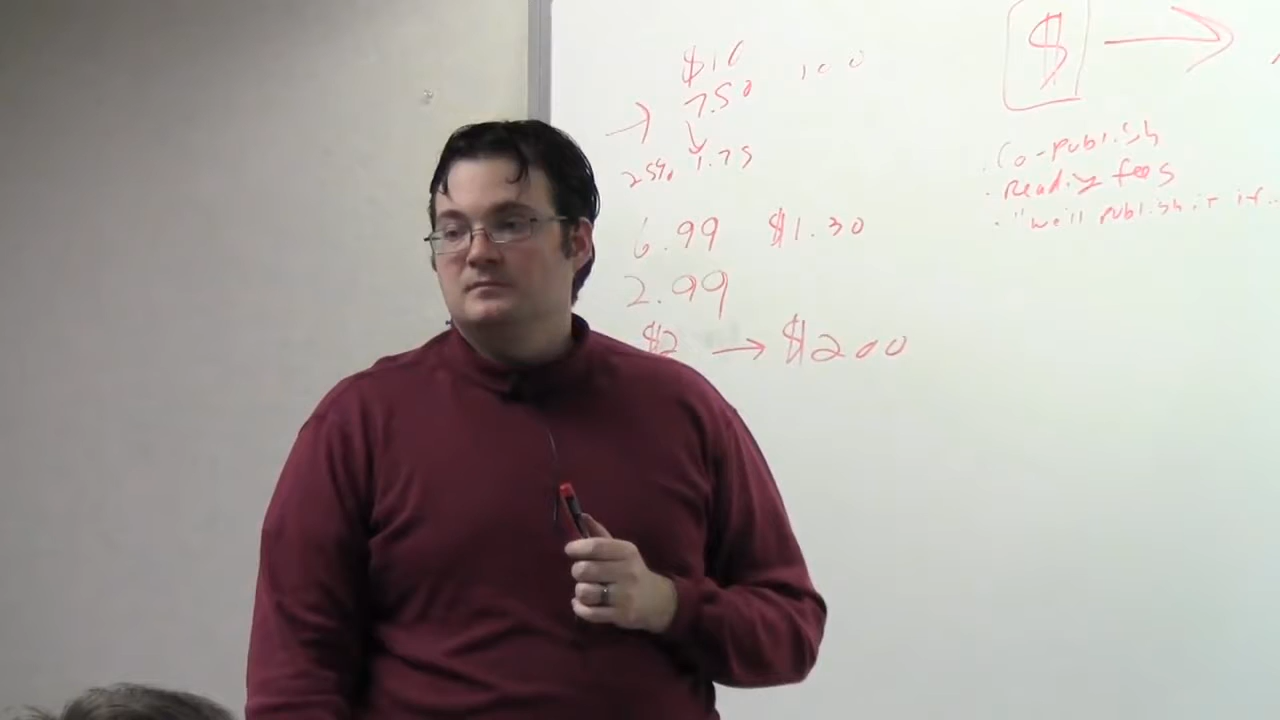 $10
7.50 100
→
↓
25% 1.75
6.99 $1.30
2.99
$2 → $200
$ →
· Co-publish
· Reading fees
· "we'll publish it if...